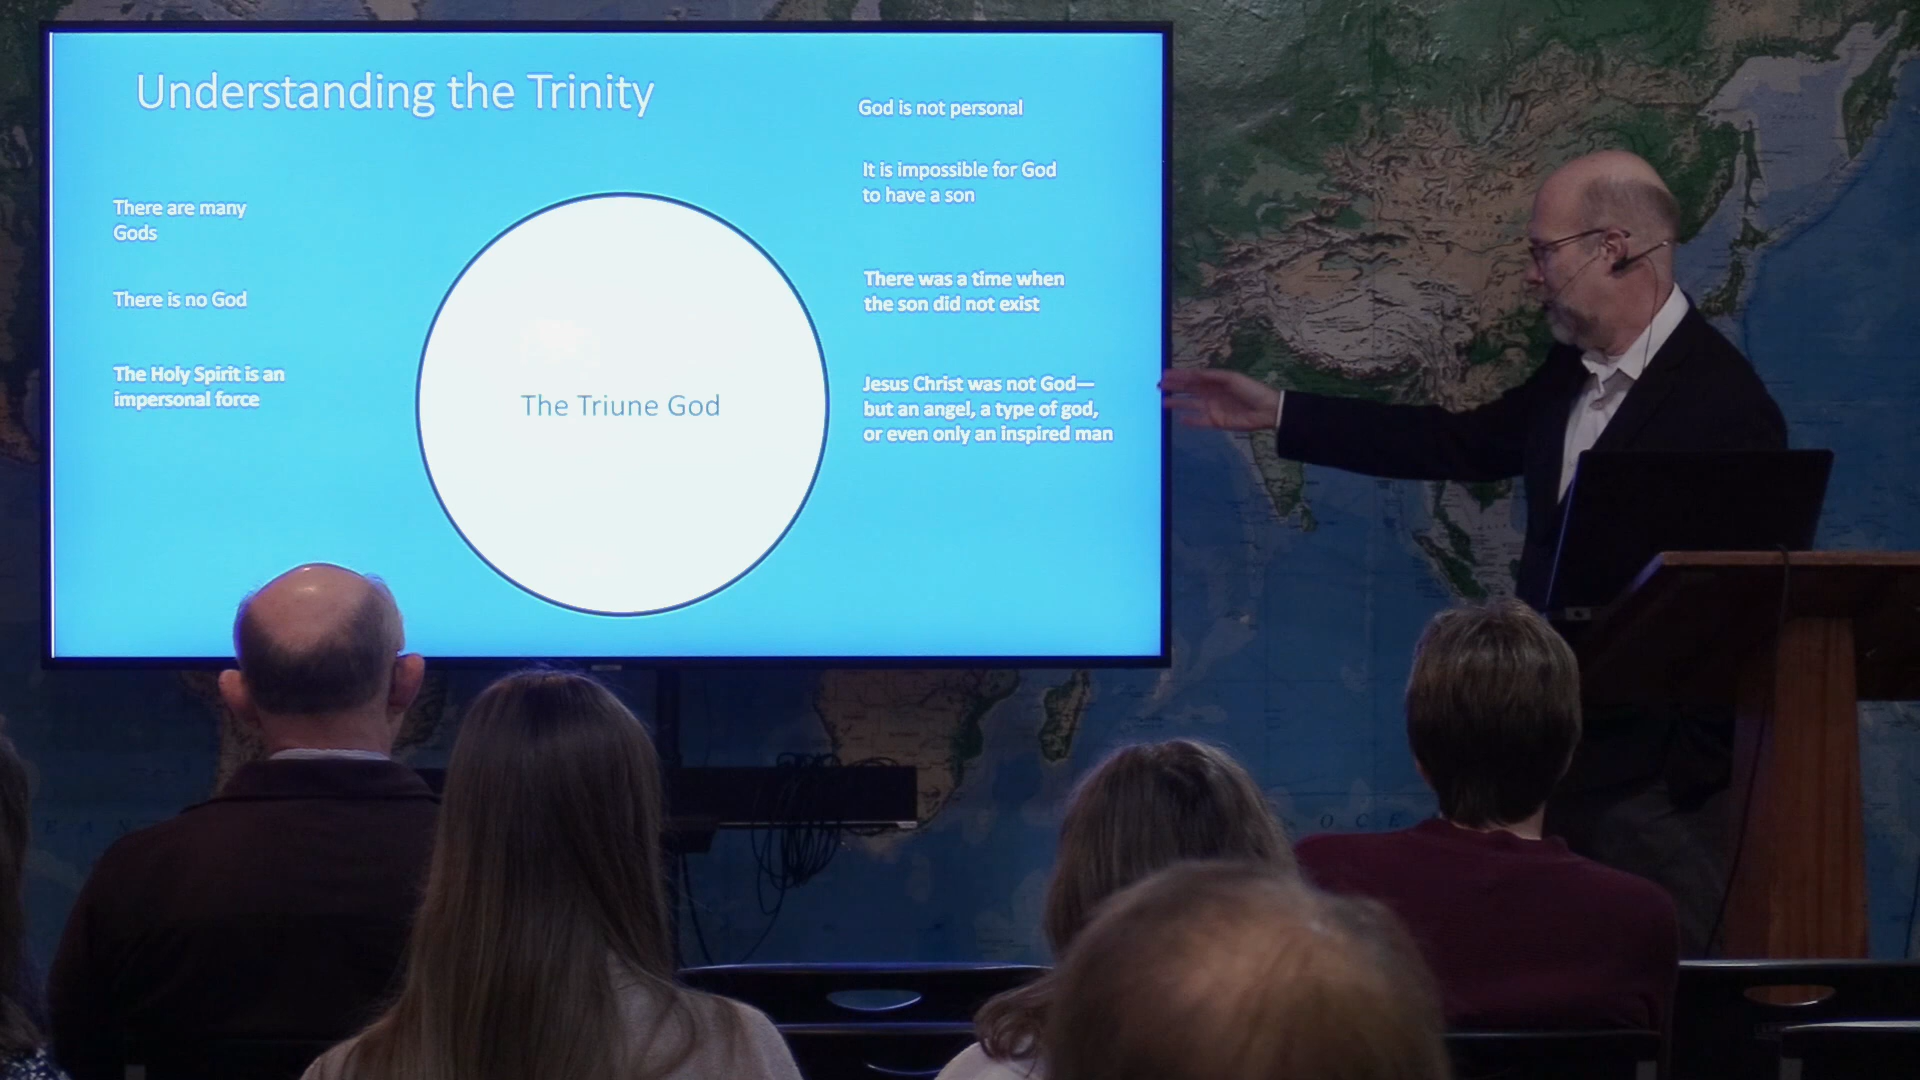 Understanding the Trinity
There are many
Gods
There is no God
The Holy Spirit is an
impersonal force
The Triune God
God is not personal
It is impossible for God
to have a son
There was a time when
the son did not exist
Jesus Christ was not God—
but an angel, a type of god,
or even only an inspired man
O C E